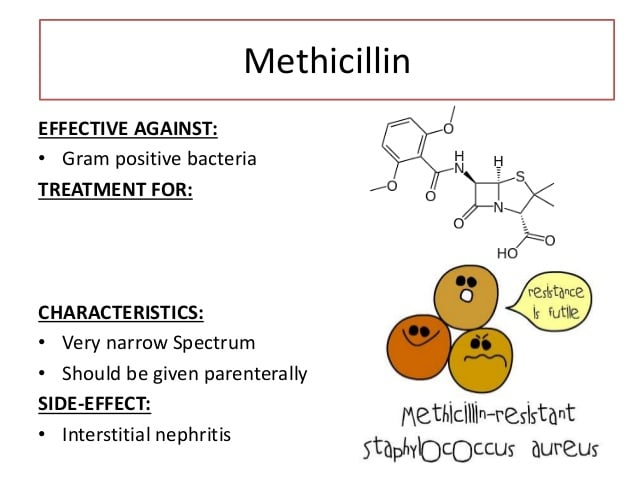 Methicillin
EFFECTIVE AGAINST:
• Gram positive bacteria
TREATMENT FOR:
CHARACTERISTICS:
• Very narrow Spectrum
• Should be given parenterally
SIDE-EFFECT:
• Interstitial nephritis
O
H
N
H
S
O
O
N
O
O
HO
resistance
is futile
Methicillin-resistant
staphylococcus aureus